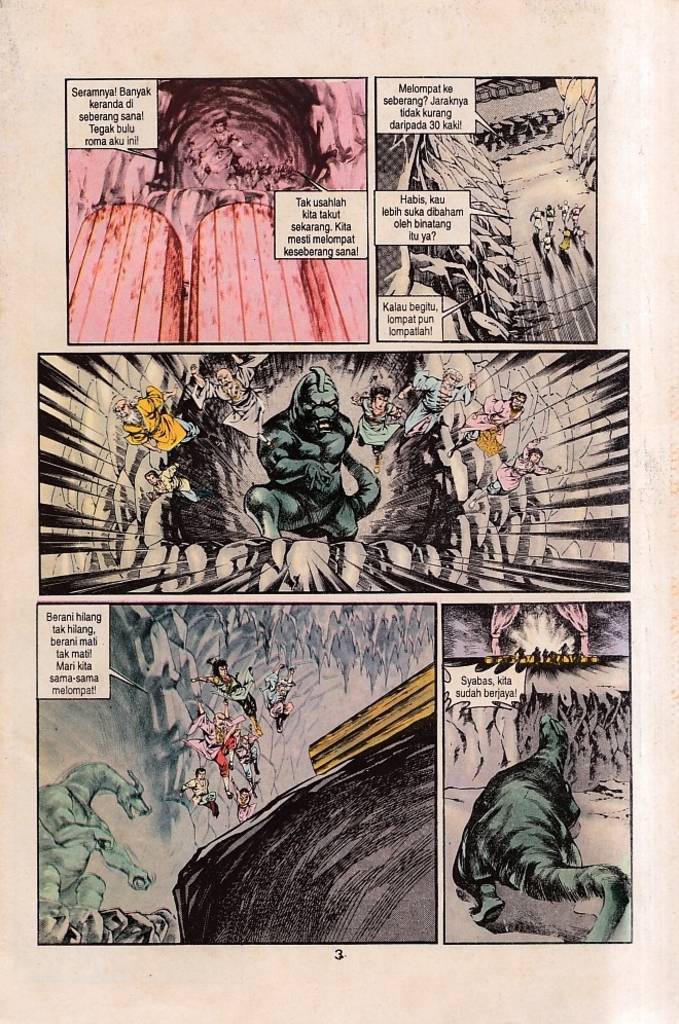 Seramnya! Banyak
keranda di
seberang sana!
Tegak bulu
roma aku ini!
Tak usahlah
kita takut
sekarang. Kita
mesti melompat
keseberang sana!
Melompat ke
seberang? Jaraknya
tidak kurang
daripada 30 kaki!
Habis, kau
lebih suka dibaham
oleh binatang
itu ya?
Kalau begitu,
lompat pun
lompatlah!
Berani hilang
tak hilang,
berani mati
tak mati!
Mari kita
sama-sama
melompat!
Syabas, kita
sudah berjaya!
3